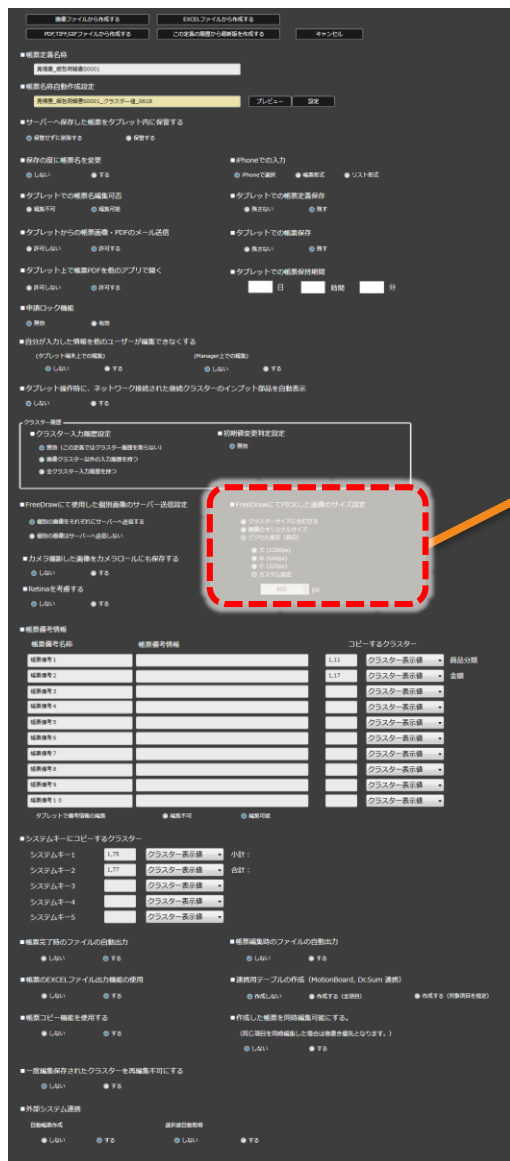 画像ファイルから作成する　EXCELファイルから作成する
PDF,TIFF,GIFファイルから作成する　この定義の履歴から最新版を作成する　キャンセル
■帳票定義名称
見積書_梱包明細書S0001
■帳票名称自動作成設定
見積書_梱包明細書S0001_クラスター値_0618　プレビュー　設定
■サーバーへ保存した帳票をタブレット内に保管する
保管せずに削除する　保管する
■保存の度に帳票名を変更　■iPhoneでの入力
しない　する　iPhoneで選択　帳票形式　リスト形式
■タブレットでの帳票名編集可否　■タブレットでの帳票定義保存
編集不可　編集可能　残さない　残す
■タブレットからの帳票画像・PDFのメール送信　■タブレットでの帳票保存
許可しない　許可する　残さない　残す
■タブレット上で帳票PDFを他のアプリで開く　■タブレットでの帳票保持期間
許可しない　許可する　日　時間　分
■申請ロック機能
無効　有効
■自分が入力した情報を他のユーザーが編集できなくする
(タブレット端末上での編集)　(Manager上での編集)
しない　する　しない　する
■タブレット操作時に、ネットワーク接続された後続クラスターのインプット部品を自動表示
しない　する
クラスター履歴
■クラスター入力履歴設定　■初期値変更判定設定
無効（この定義ではクラスター履歴を取らない）　無効
画像クラスター以外の入力履歴を持つ
全クラスター入力履歴を持つ
■FreeDrawにて使用した個別画像のサーバー送信設定　■FreeDrawにてPICKした画像のサイズ設定
個別の画像をそれぞれにサーバーへ送信する　クラスターサイズに合わせる
画像のオリジナルサイズ
個別の画像はサーバーへ送信しない　ピクセル指定（長辺）
大 (1280px)
■カメラ撮影した画像をカメラロールにも保存する　中 (640px)
小 (320px)
しない　する　カスタム指定
■Retinaを考慮する　px
しない　する
■帳票備考情報
帳票備考名称　帳票備考情報　コピーするクラスター
帳票備考１　1,11　クラスター表示値　商品分類
帳票備考２　1,17　クラスター表示値　金額
帳票備考３　クラスター表示値
帳票備考４　クラスター表示値
帳票備考５　クラスター表示値
帳票備考６　クラスター表示値
帳票備考７　クラスター表示値
帳票備考８　クラスター表示値
帳票備考９　クラスター表示値
帳票備考１０　クラスター表示値
タブレットで備考情報の編集　編集不可　編集可能
■システムキーにコピーするクラスター
システムキー1　1,75　クラスター表示値　小計：
システムキー2　1,77　クラスター表示値　合計：
システムキー3　クラスター表示値
システムキー4　クラスター表示値
システムキー5　クラスター表示値
■帳票完了時のファイルの自動出力　■帳票編集時のファイルの自動出力
しない　する　しない　する
■帳票のEXCELファイル出力機能の使用　■連携用テーブルの作成（MotionBoard, Dr.Sum 連携）
しない　する　作成しない　作成する（全項目）　作成する（対象項目を指定）
■帳票コピー機能を使用する　■作成した帳票を同時編集可能にする。
しない　する　（同じ項目を同時編集した場合は後書き優先となります。）
しない　する
■一度編集保存されたクラスターを再編集不可にする
しない　する
■外部システム連携
自動帳票作成　選択値自動取得
しない　する　しない　する